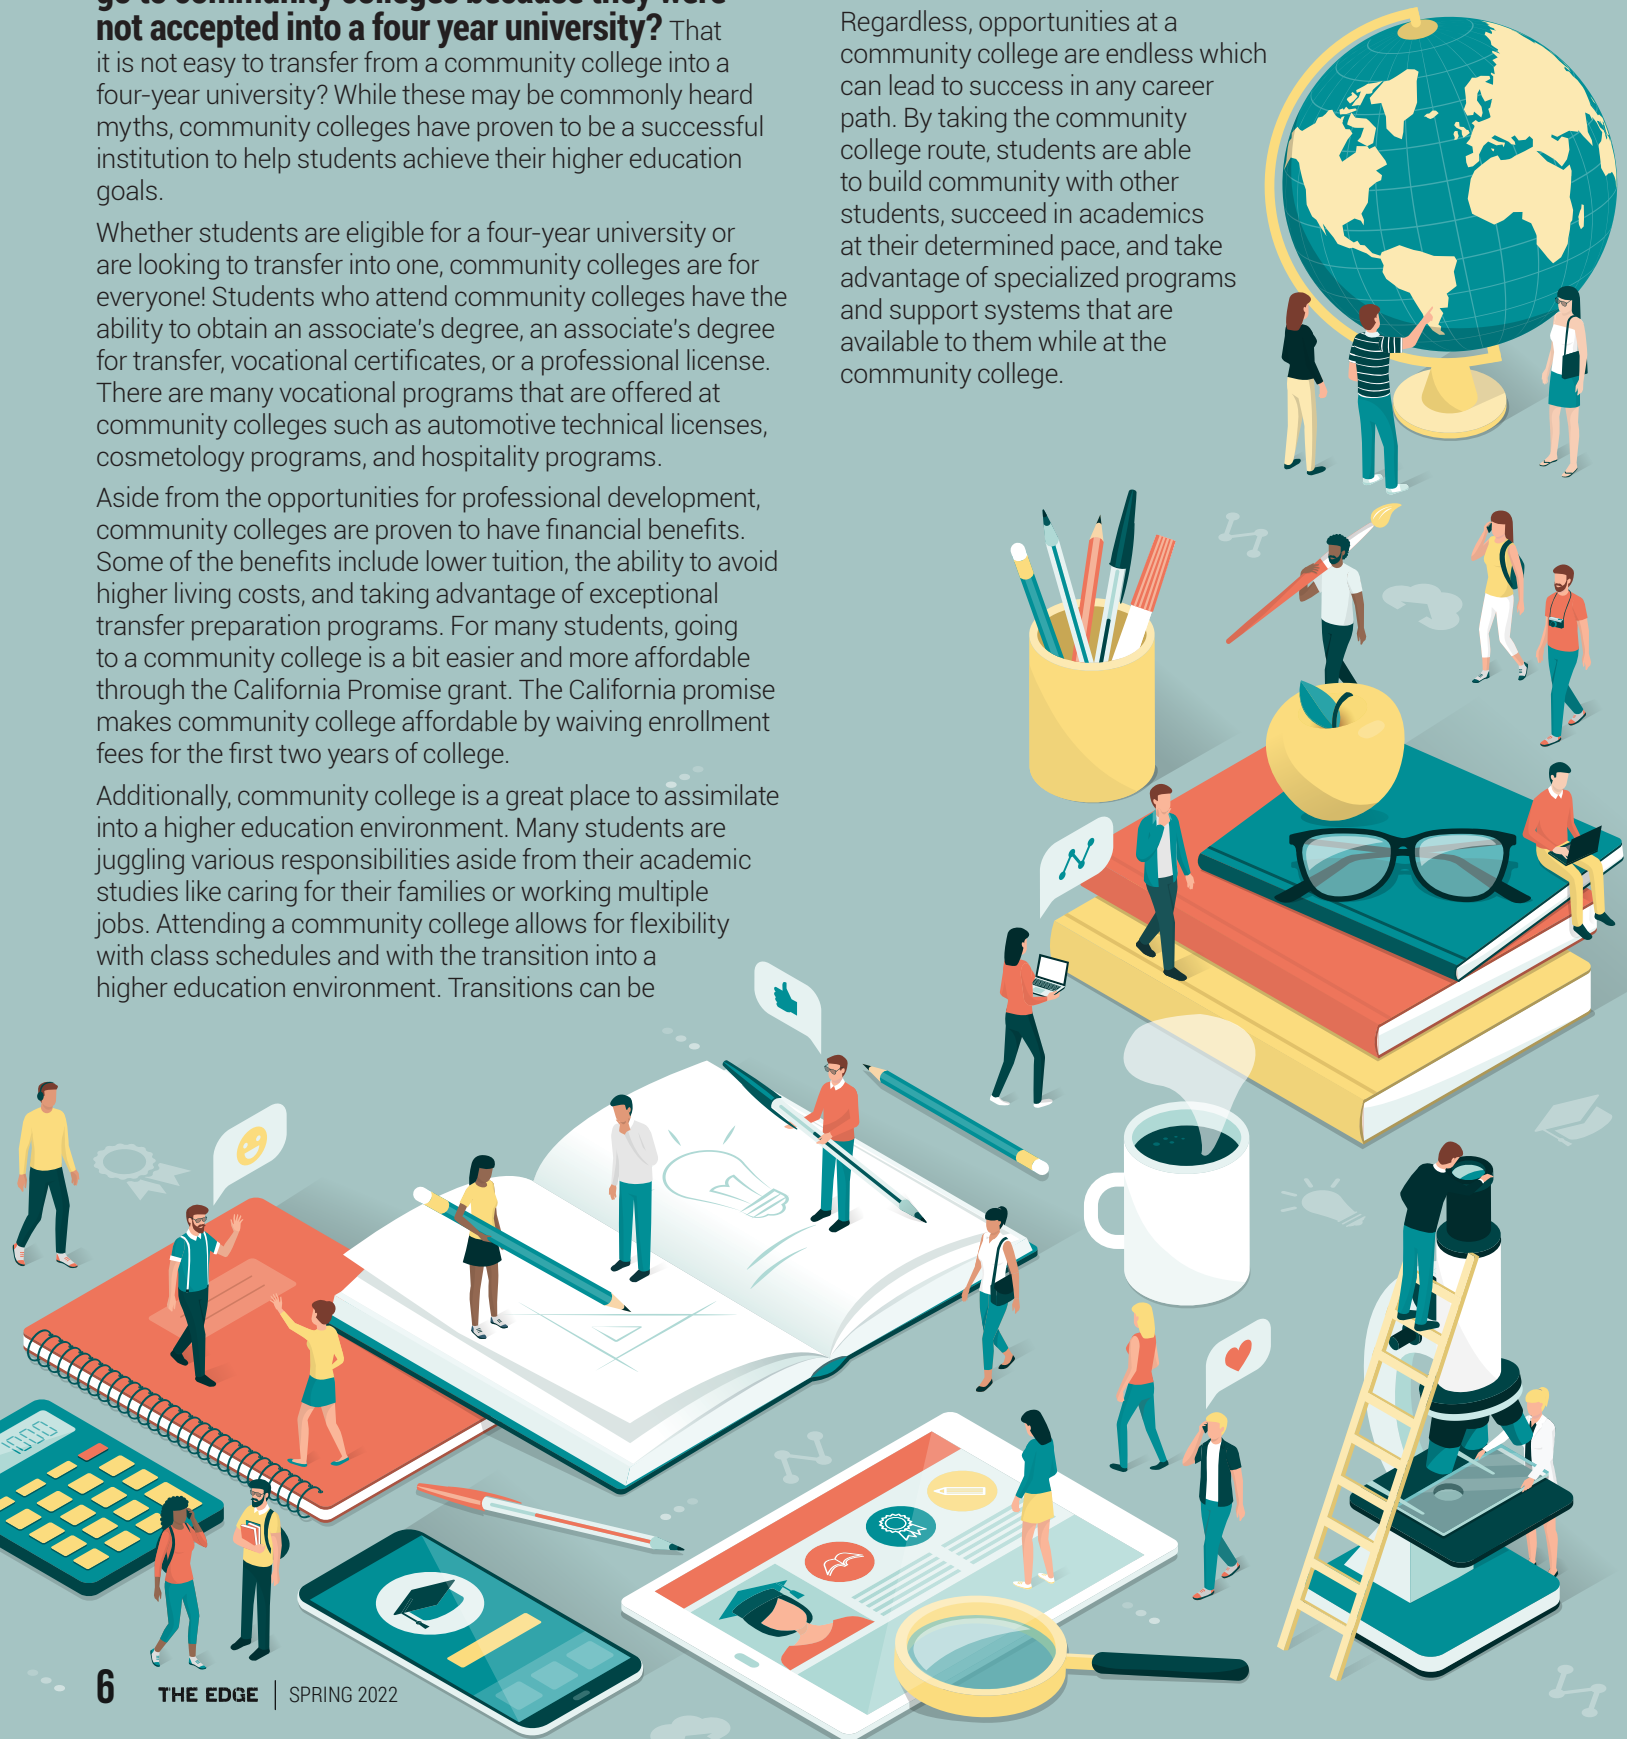 go to community colleges because they were
not accepted into a four year university? That
it is not easy to transfer from a community college into a
four-year university? While these may be commonly heard
myths, community colleges have proven to be a successful
institution to help students achieve their higher education
goals.
Whether students are eligible for a four-year university or
are looking to transfer into one, community colleges are for
everyone! Students who attend community colleges have the
ability to obtain an associate's degree, an associate's degree
for transfer, vocational certificates, or a professional license.
There are many vocational programs that are offered at
community colleges such as automotive technical licenses,
cosmetology programs, and hospitality programs.
Aside from the opportunities for professional development,
community colleges are proven to have financial benefits.
Some of the benefits include lower tuition, the ability to avoid
higher living costs, and taking advantage of exceptional
transfer preparation programs. For many students, going
to a community college is a bit easier and more affordable
through the California Promise grant. The California promise
makes community college affordable by waiving enrollment
fees for the first two years of college.
Additionally, community college is a great place to assimilate
into a higher education environment. Many students are
juggling various responsibilities aside from their academic
studies like caring for their families or working multiple
jobs. Attending a community college allows for flexibility
with class schedules and with the transition into a
higher education environment. Transitions can be
Regardless, opportunities at a
community college are endless which
can lead to success in any career
path. By taking the community
college route, students are able
to build community with other
students, succeed in academics
at their determined pace, and take
advantage of specialized programs
and support systems that are
available to them while at the
community college.
6 THE EDGE | SPRING 2022